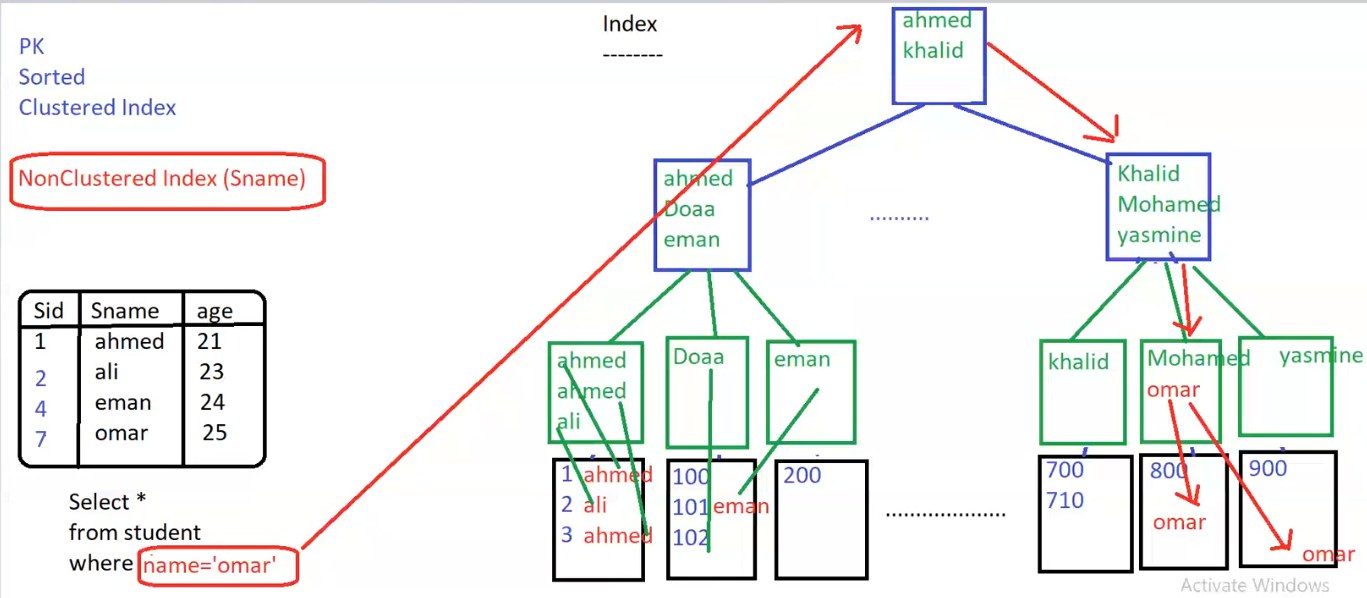 PK
Sorted
Clustered Index
NonClustered Index (Sname)
Sid Sname age
1 ahmed 21
2 ali 23
4 eman 24
7 omar 25
Select *
from student
where name='omar'
Index
--------
ahmed
khalid
ahmed
Doaa
eman
..........
Khalid
Mohamed
yasmine
ahmed
ahmed
ali
Doaa
eman
khalid
Mohamed
omar
yasmine
1 ahmed
2 ali
3 ahmed
100
101 eman
102
200
....................
700
710
800
omar
900
omar
Activate Windows